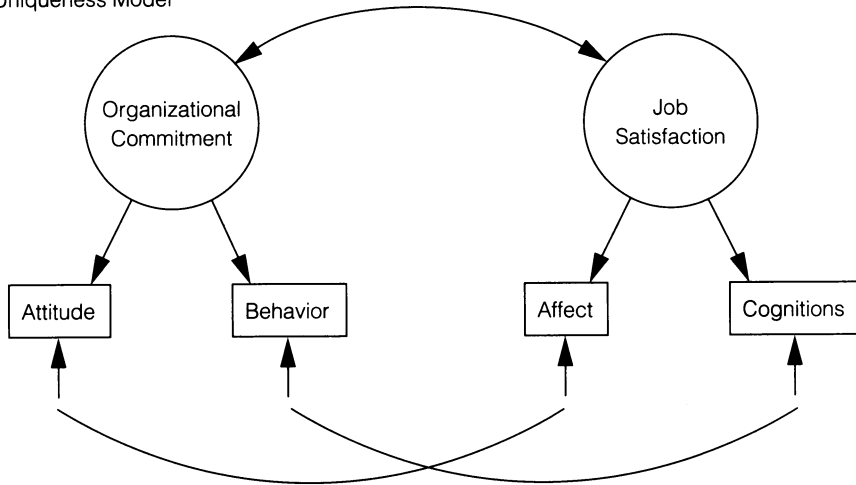 Uniqueness Model
Organizational
Commitment
Job
Satisfaction
Attitude
Behavior
Affect
Cognitions